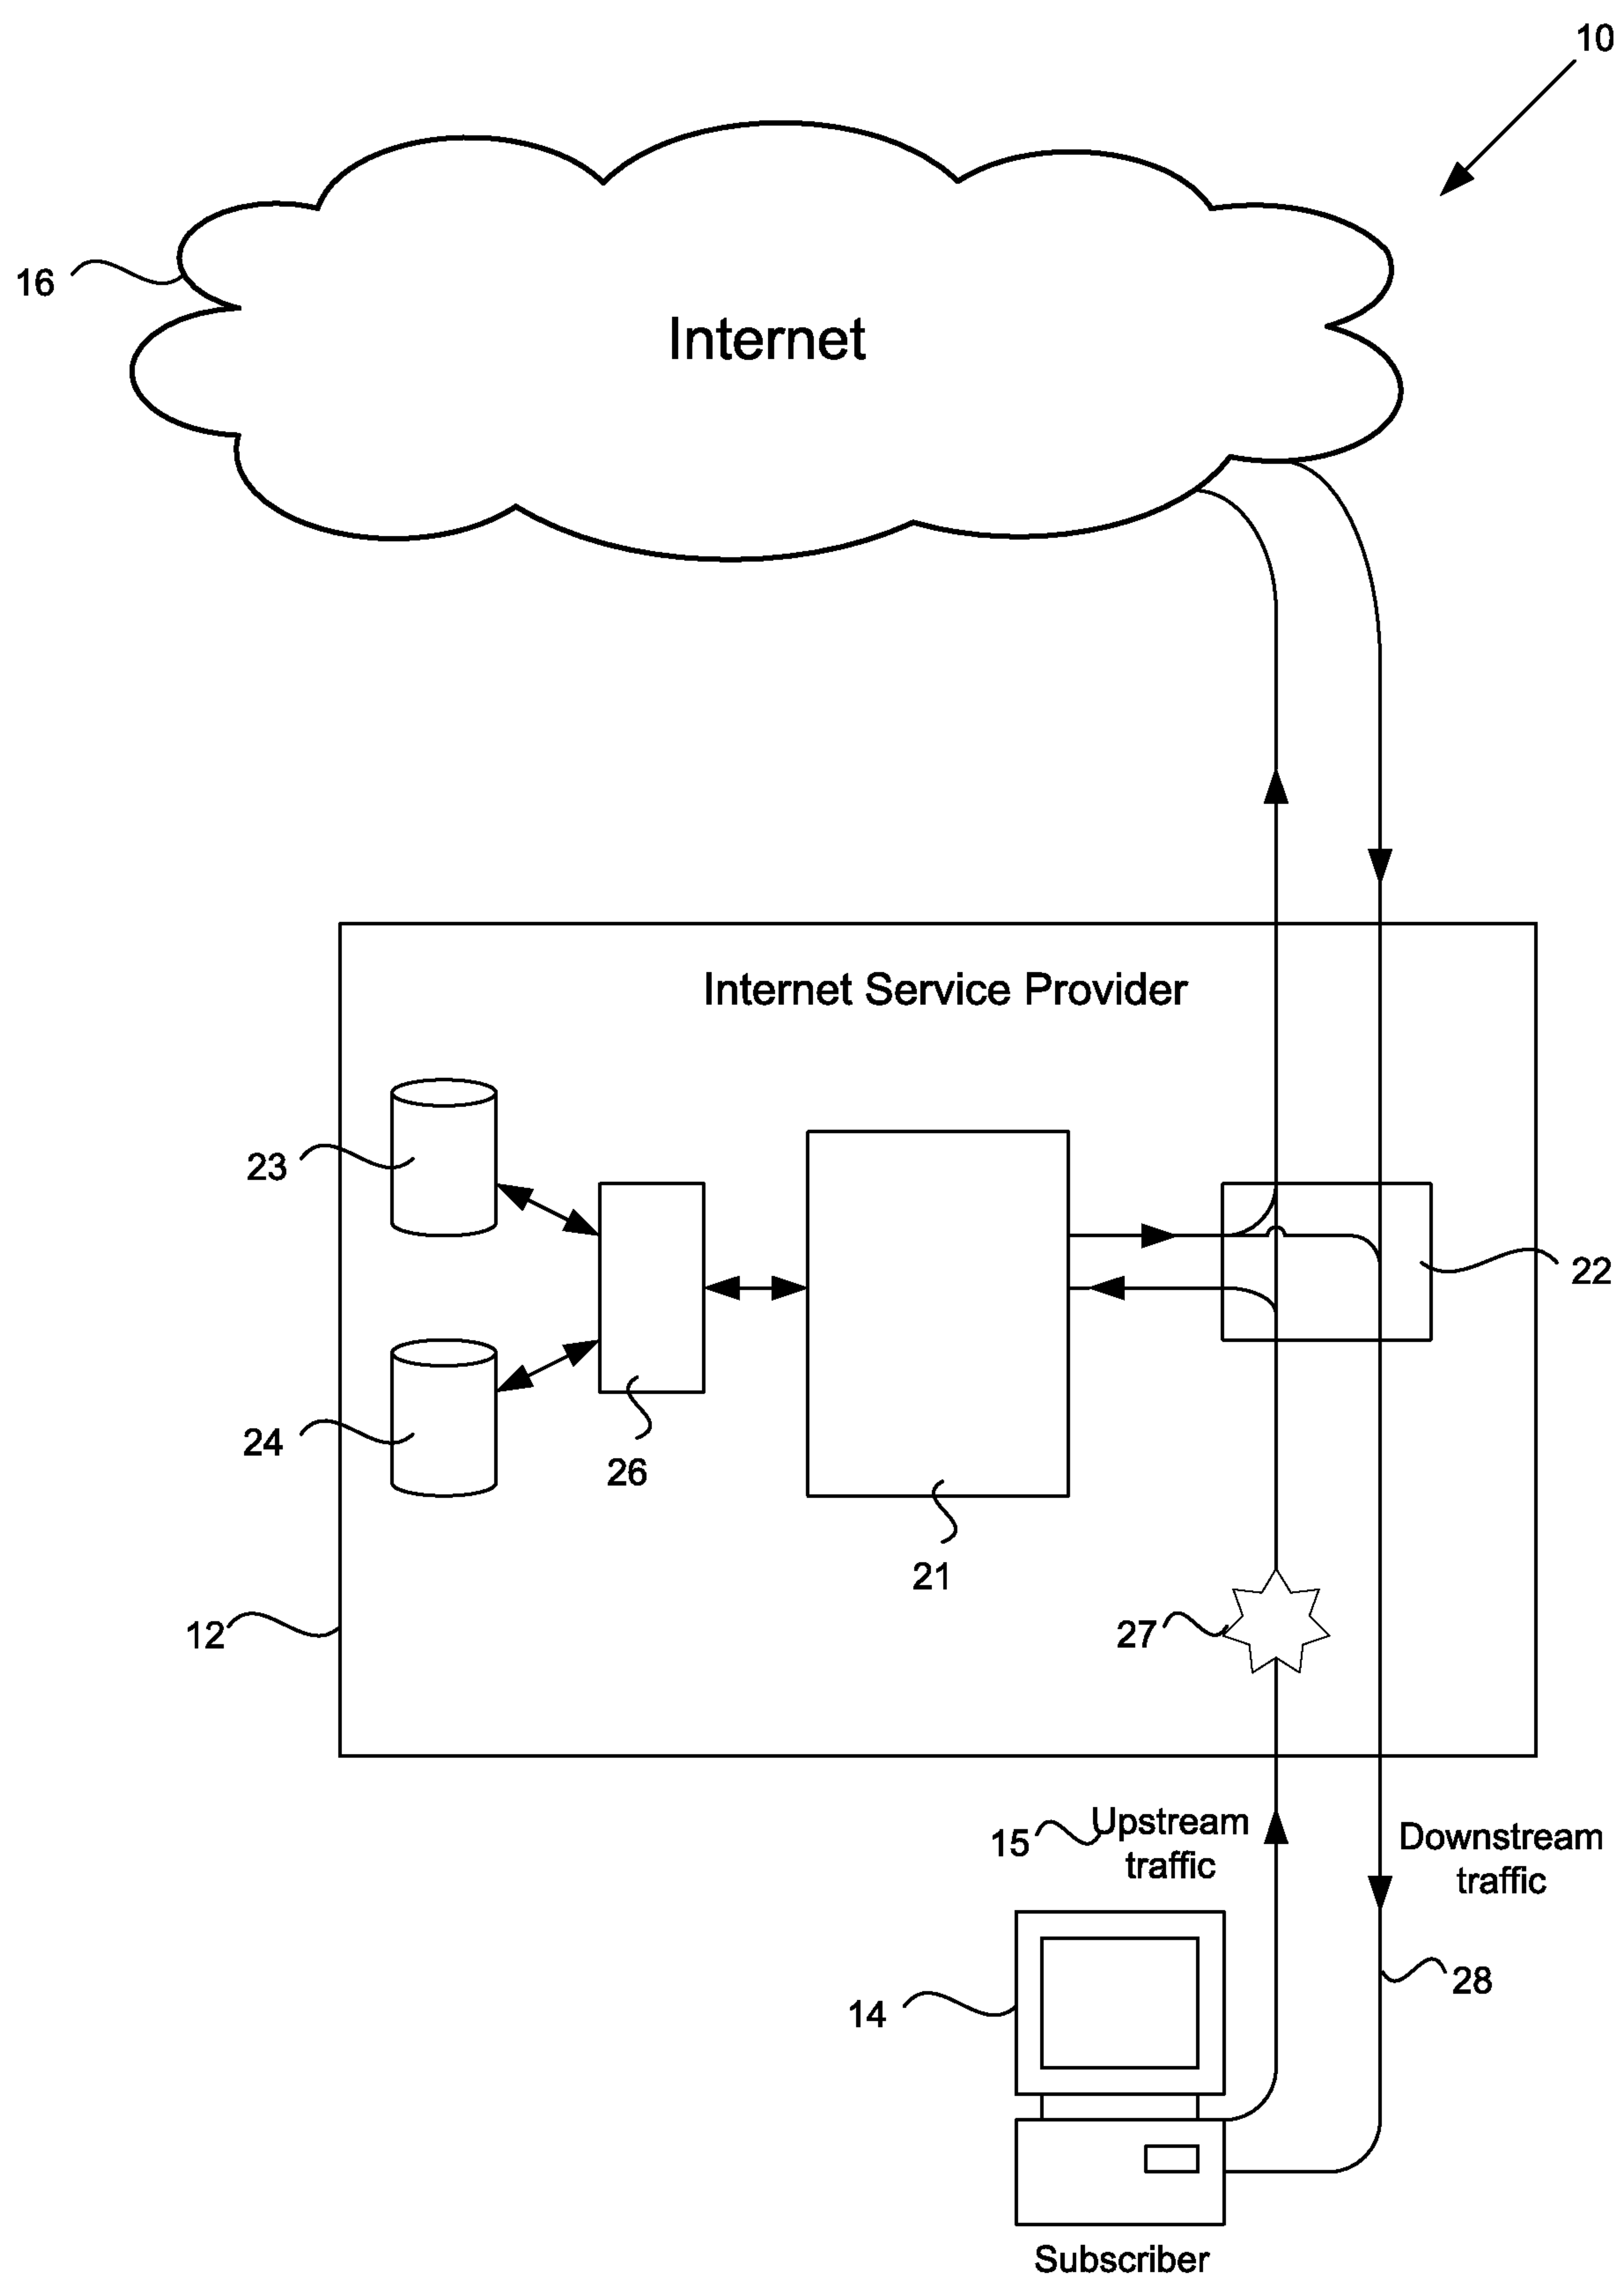 10
16
Internet
Internet Service Provider
23
22
24
26
21
12
27
15
Upstream
traffic
Downstream
traffic
28
14
Subscriber